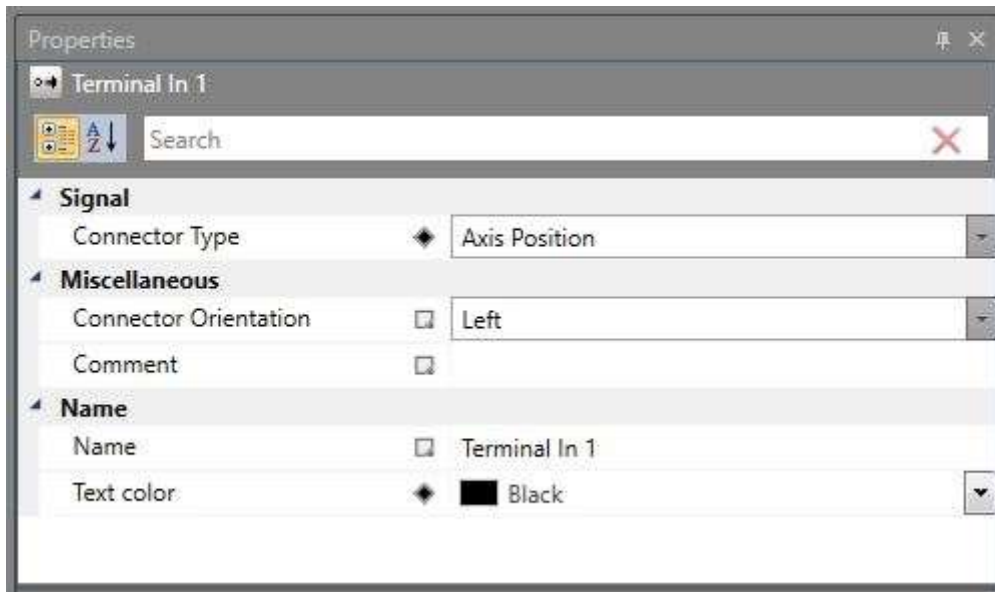 Properties
Terminal In 1
A Z Search
Signal
Connector Type Axis Position
Miscellaneous
Connector Orientation Left
Comment
Name
Name Terminal In 1
Text color Black